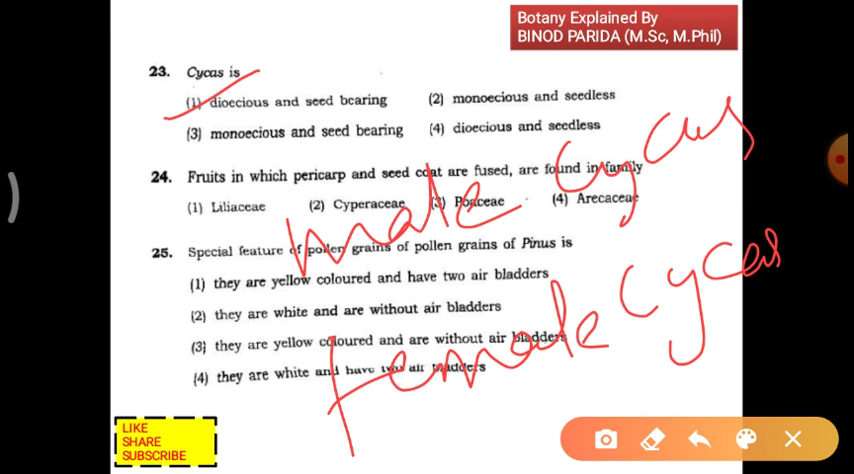 Botany Explained By
BINOD PARIDA (M.Sc, M.Phil)
23. Cycas is
(1) dioecious and seed bearing (2) monoecious and seedless
(3) monoecious and seed bearing (4) dioecious and seedless
24. Fruits in which pericarp and seed coat are fused, are found in family
(1) Liliaceae (2) Cyperaceae (3) Poaceae (4) Arecaceae
male Cycas
25. Special feature of pollen grains of pollen grains of Pinus is
(1) they are yellow coloured and have two air bladders
(2) they are white and are without air bladders
(3) they are yellow coloured and are without air bladders
(4) they are white and have two air bladders
female Cycas
LIKE
SHARE
SUBSCRIBE